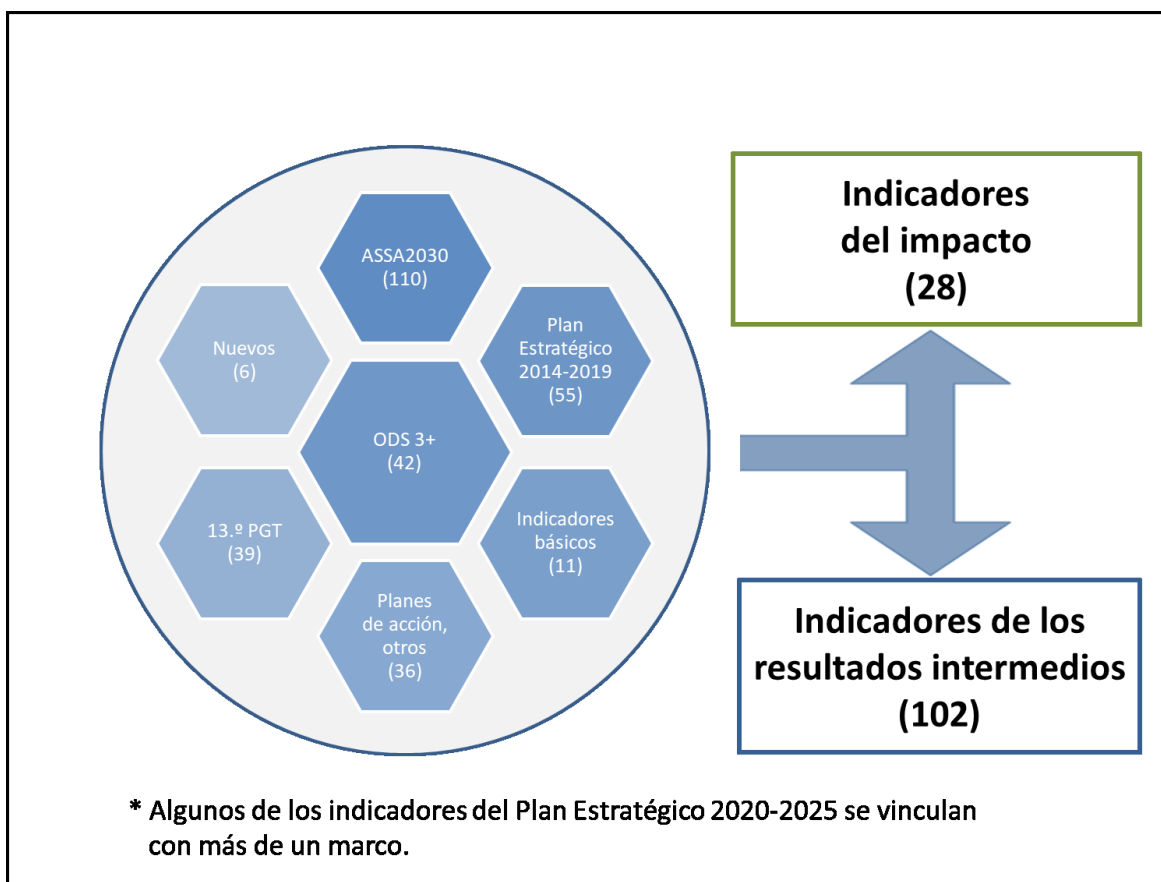 ASSA2030
(110)
Plan
Estratégico
2014-2019
(55)
Nuevos
(6)
ODS 3+
(42)
13.º PGT
(39)
Indicadores
básicos
(11)
Planes
de acción,
otros
(36)
Indicadores
del impacto
(28)
Indicadores de los
resultados intermedios
(102)
* Algunos de los indicadores del Plan Estratégico 2020-2025 se vinculan
con más de un marco.